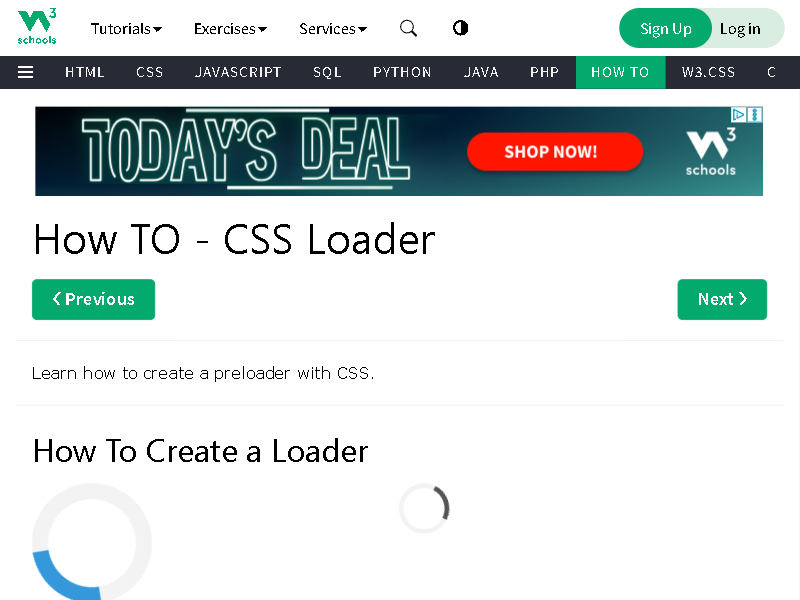 W3 schools
Tutorials Exercises Services Sign Up Log in
HTML CSS JAVASCRIPT SQL PYTHON JAVA PHP HOW TO W3.CSS C
TODAY'S DEAL SHOP NOW! W3 schools
How TO - CSS Loader
❮ Previous Next ❯
Learn how to create a preloader with CSS.
How To Create a Loader